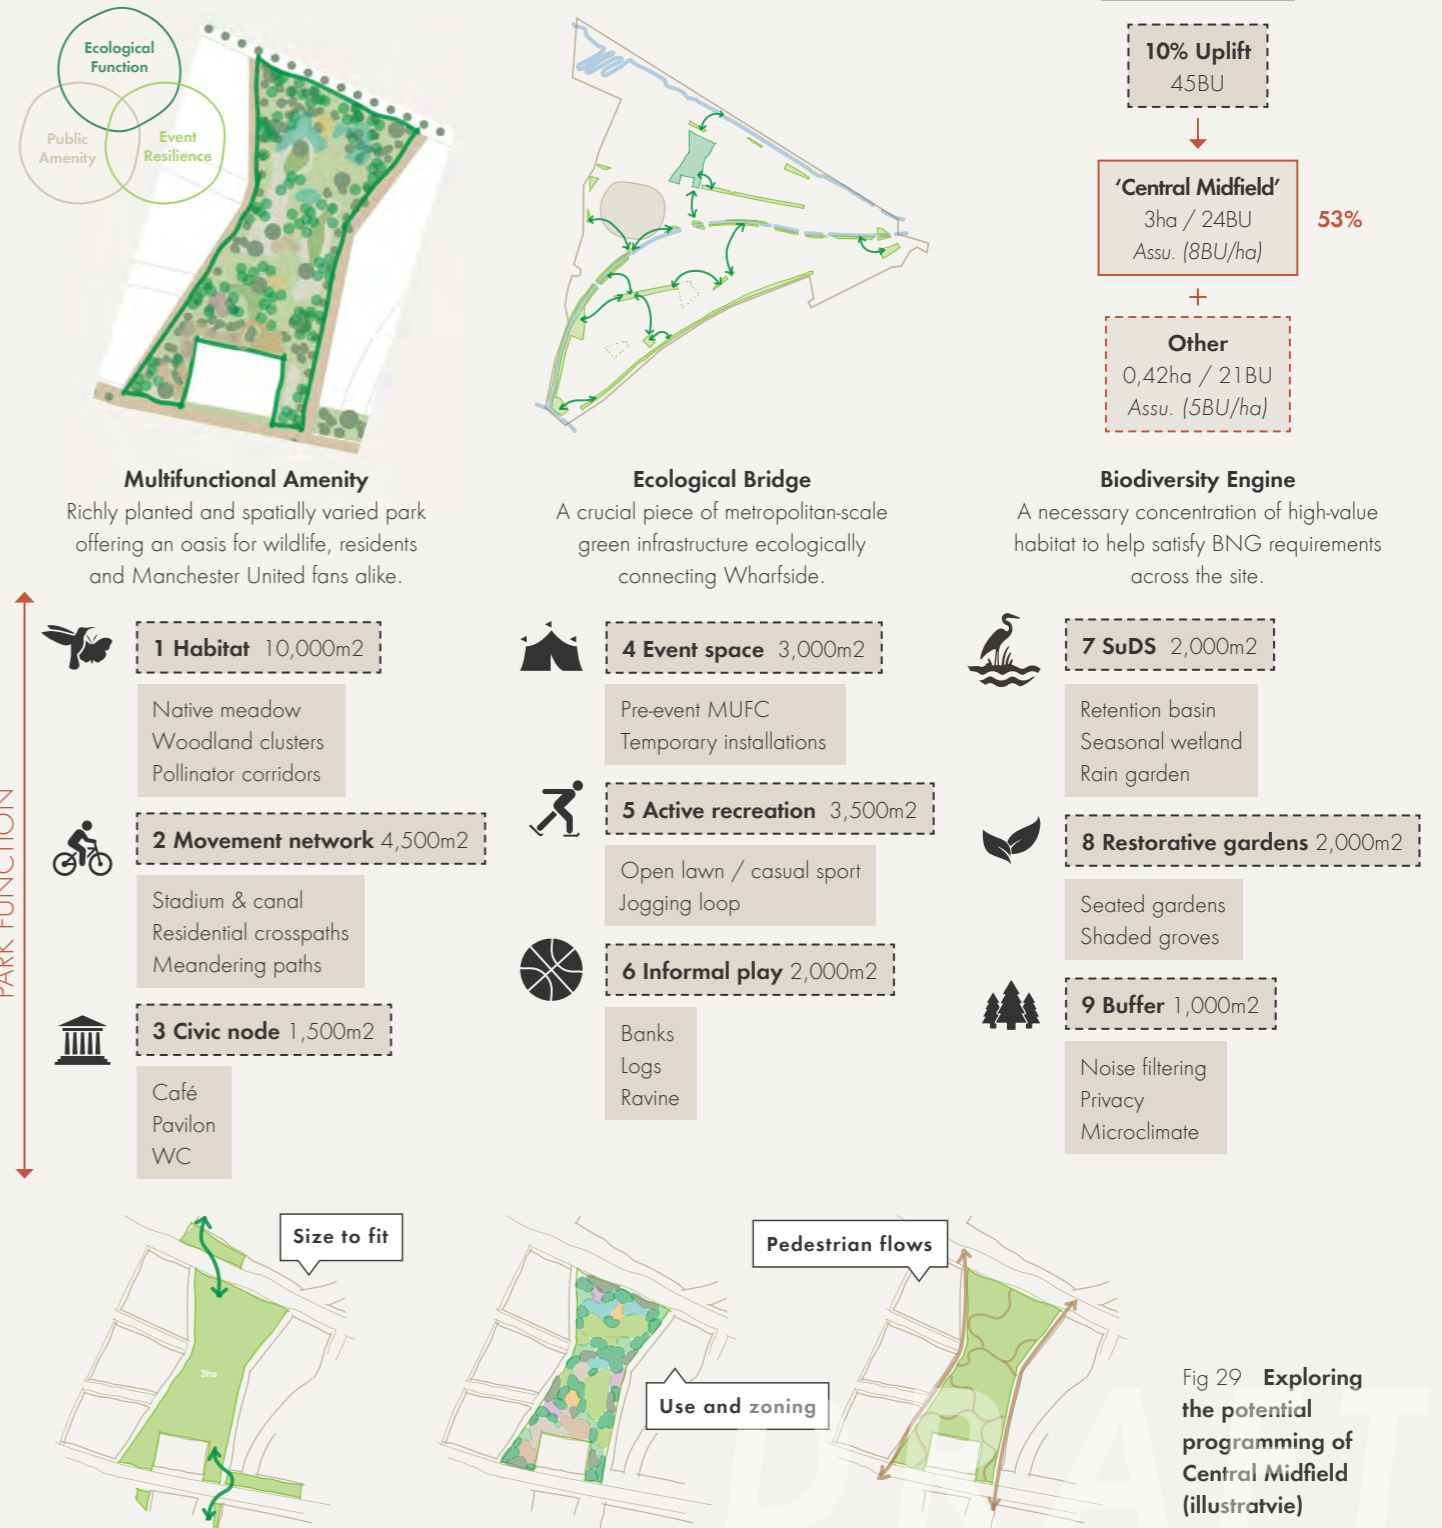 Ecological
Function
Public
Amenity
Event
Resilience
10% Uplift
45BU
‘Central Midfield’
3ha / 24BU
Assu. (8BU/ha)
53%
+
Other
0,42ha / 21BU
Assu. (5BU/ha)
Multifunctional Amenity
Richly planted and spatially varied park
offering an oasis for wildlife, residents
and Manchester United fans alike.
Ecological Bridge
A crucial piece of metropolitan-scale
green infrastructure ecologically
connecting Wharfside.
Biodiversity Engine
A necessary concentration of high-value
habitat to help satisfy BNG requirements
across the site.
PARK FUNCTION
1 Habitat 10,000m2
Native meadow
Woodland clusters
Pollinator corridors
2 Movement network 4,500m2
Stadium & canal
Residential crosspaths
Meandering paths
3 Civic node 1,500m2
Café
Pavilon
WC
4 Event space 3,000m2
Pre-event MUFC
Temporary installations
5 Active recreation 3,500m2
Open lawn / casual sport
Jogging loop
6 Informal play 2,000m2
Banks
Logs
Ravine
7 SuDS 2,000m2
Retention basin
Seasonal wetland
Rain garden
8 Restorative gardens 2,000m2
Seated gardens
Shaded groves
9 Buffer 1,000m2
Noise filtering
Privacy
Microclimate
Size to fit
3ha
Use and zoning
Pedestrian flows
Fig 29 Exploring
the potential
programming of
Central Midfield
(illustratvie)
DRAFT